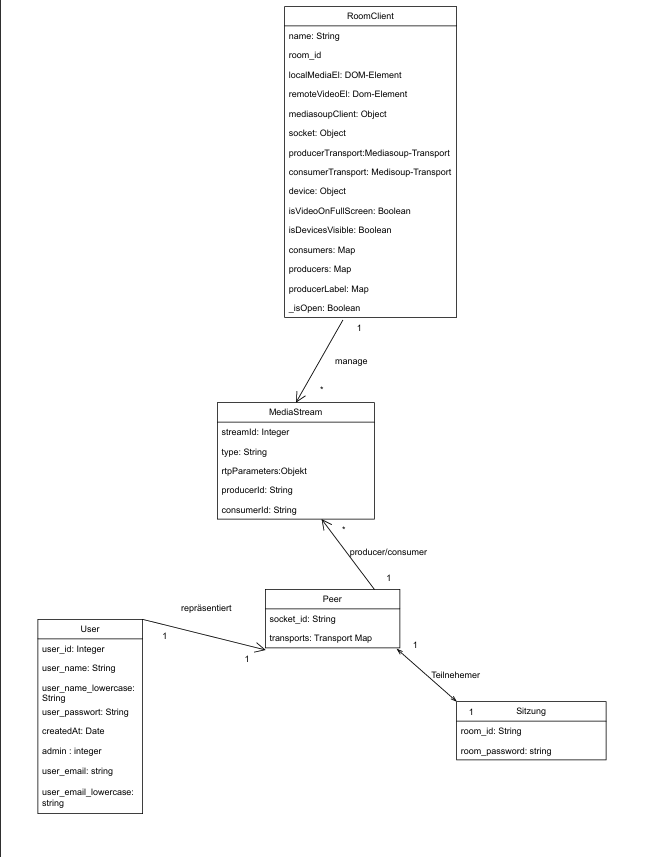 RoomClient
name: String
room_id
localMediaEl: DOM-Element
remoteVideoEl: Dom-Element
mediasoupClient: Object
socket: Object
producerTransport:Mediasoup-Transport
consumerTransport: Medisoup-Transport
device: Object
isVideoOnFullScreen: Boolean
isDevicesVisible: Boolean
consumers: Map
producers: Map
producerLabel: Map
_isOpen: Boolean
1
manage
*
MediaStream
streamId: Integer
type: String
rtpParameters:Objekt
producerId: String
consumerId: String
*
producer/consumer
1
Peer
socket_id: String
transports: Transport Map
repräsentiert
1
1
User
user_id: Integer
user_name: String
user_name_lowercase:
String
user_passwort: String
createdAt: Date
admin : integer
user_email: string
user_email_lowercase:
string
1
Teilnehemer
1
Sitzung
room_id: String
room_password: string